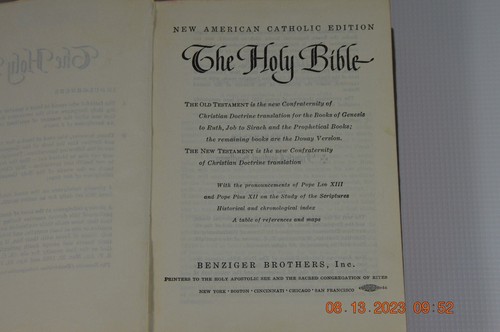 NEW AMERICAN CATHOLIC EDITION
The Holy Bible
THE OLD TESTAMENT is the new Confraternity of
Christian Doctrine translation for the Books of Genesis
to Ruth, Job to Sirach and the Prophetical Books;
the remaining books are the Douay Version.
THE NEW TESTAMENT is the new Confraternity
of Christian Doctrine translation
With the pronouncements of Pope Leo XIII
and Pope Pius XII on the Study of the Scriptures
Historical and chronological index
A table of references and maps
BENZIGER BROTHERS, Inc.
PRINTERS TO THE HOLY APOSTOLIC SEE AND THE SACRED CONGREGATION OF RITES
NEW YORK · BOSTON · CINCINNATI · CHICAGO · SAN FRANCISCO
08.13.2023 09:52